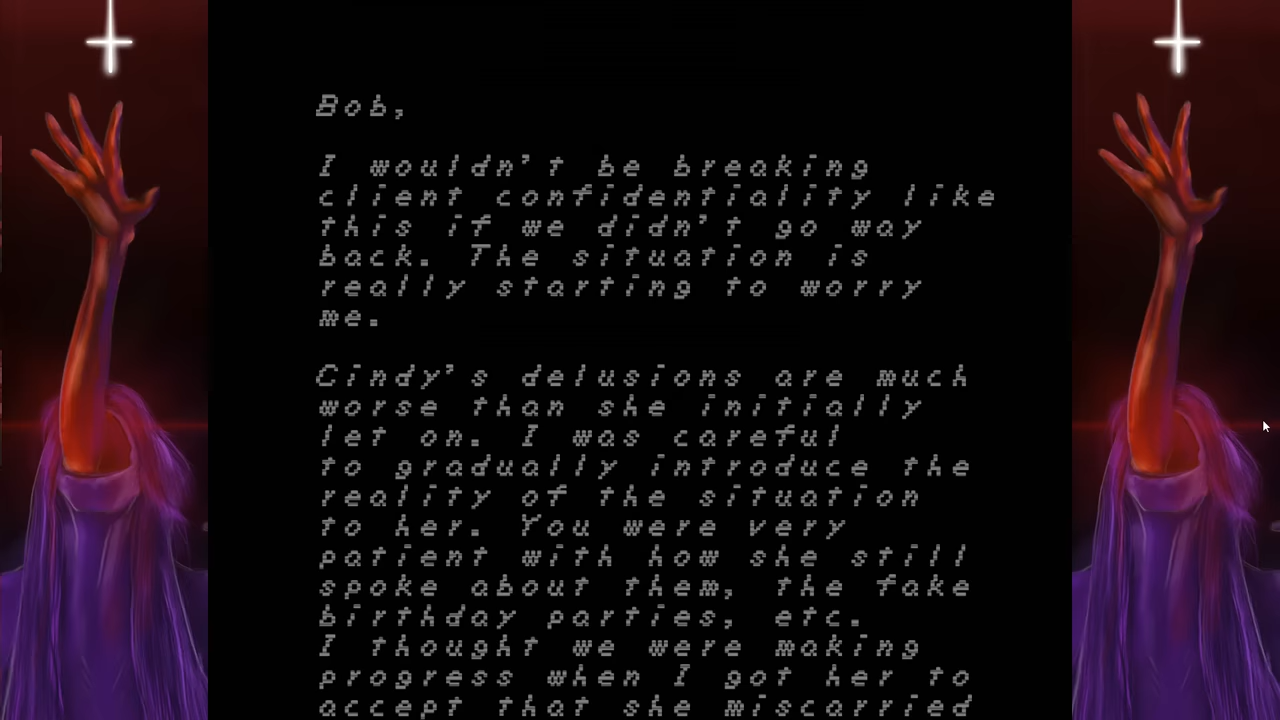 Bob,
I wouldn't be breaking
client confidentiality like
this if we didn't go way
back. The situation is
really starting to worry
me.
Cindy's delusions are much
worse than she initially
let on. I was careful
to gradually introduce the
reality of the situation
to her. You were very
patient with how she still
spoke about them, the fake
birthday parties, etc.
I thought we were making
progress when I got her to
accept that she miscarried